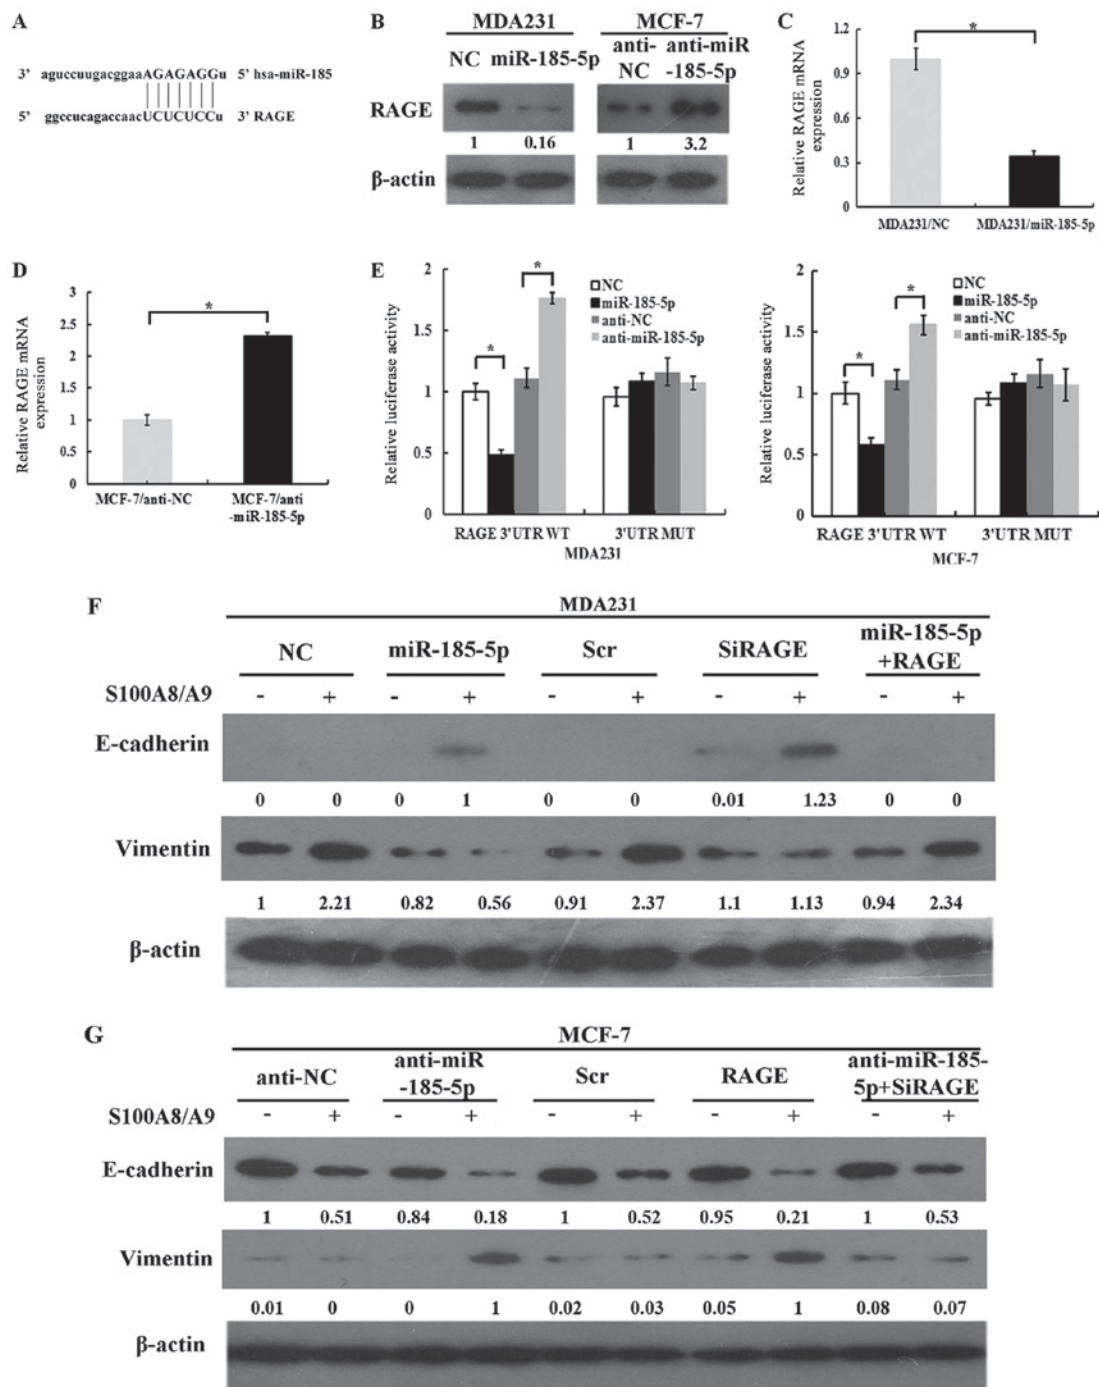 A
3' aguccuugacggaaAGAGAGGu 5' hsa-miR-185
5' ggccucagaccaacUCUCUCCu 3' RAGE
B
MDA231 MCF-7
NC miR-185-5p anti-NC anti-miR-185-5p
RAGE
1 0.16 1 3.2
β-actin
C
Relative RAGE mRNA
expression
1.2
0.9
0.6
0.3
0
*
MDA231/NC MDA231/miR-185-5p
D
Relative RAGE mRNA
expression
3
2.5
2
1.5
1
0.5
0
*
MCF-7/anti-NC MCF-7/anti
-miR-185-5p
E
Relative luciferase activity
2
1.5
1
0.5
0
*
*
NC
miR-185-5p
anti-NC
anti-miR-185-5p
RAGE 3'UTR WT 3'UTR MUT
MDA231
Relative luciferase activity
2
1.5
1
0.5
0
*
*
NC
miR-185-5p
anti-NC
anti-miR-185-5p
RAGE 3'UTR WT 3'UTR MUT
MCF-7
F
MDA231
NC miR-185-5p Scr SiRAGE miR-185-5p
+RAGE
S100A8/A9 - + - + - + - + - +
E-cadherin
0 0 0 1 0 0 0.01 1.23 0 0
Vimentin
1 2.21 0.82 0.56 0.91 2.37 1.1 1.13 0.94 2.34
β-actin
G
MCF-7
anti-NC anti-miR
-185-5p Scr RAGE anti-miR-185-
5p+SiRAGE
S100A8/A9 - + - + - + - + - +
E-cadherin
1 0.51 0.84 0.18 1 0.52 0.95 0.21 1 0.53
Vimentin
0.01 0 0 1 0.02 0.03 0.05 1 0.08 0.07
β-actin